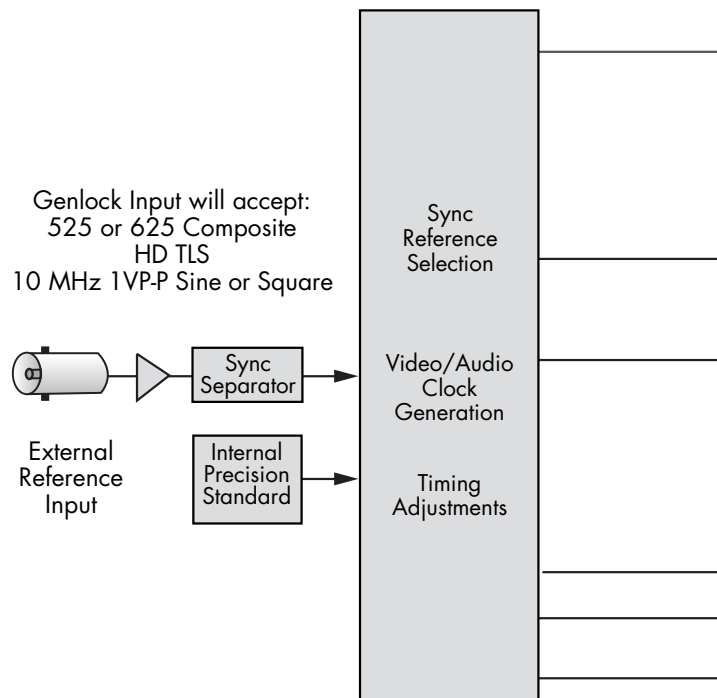 Genlock Input will accept:
525 or 625 Composite
HD TLS
10 MHz 1VP-P Sine or Square
External
Reference
Input
Sync
Separator
Internal
Precision
Standard
Sync
Reference
Selection
Video/Audio
Clock
Generation
Timing
Adjustments